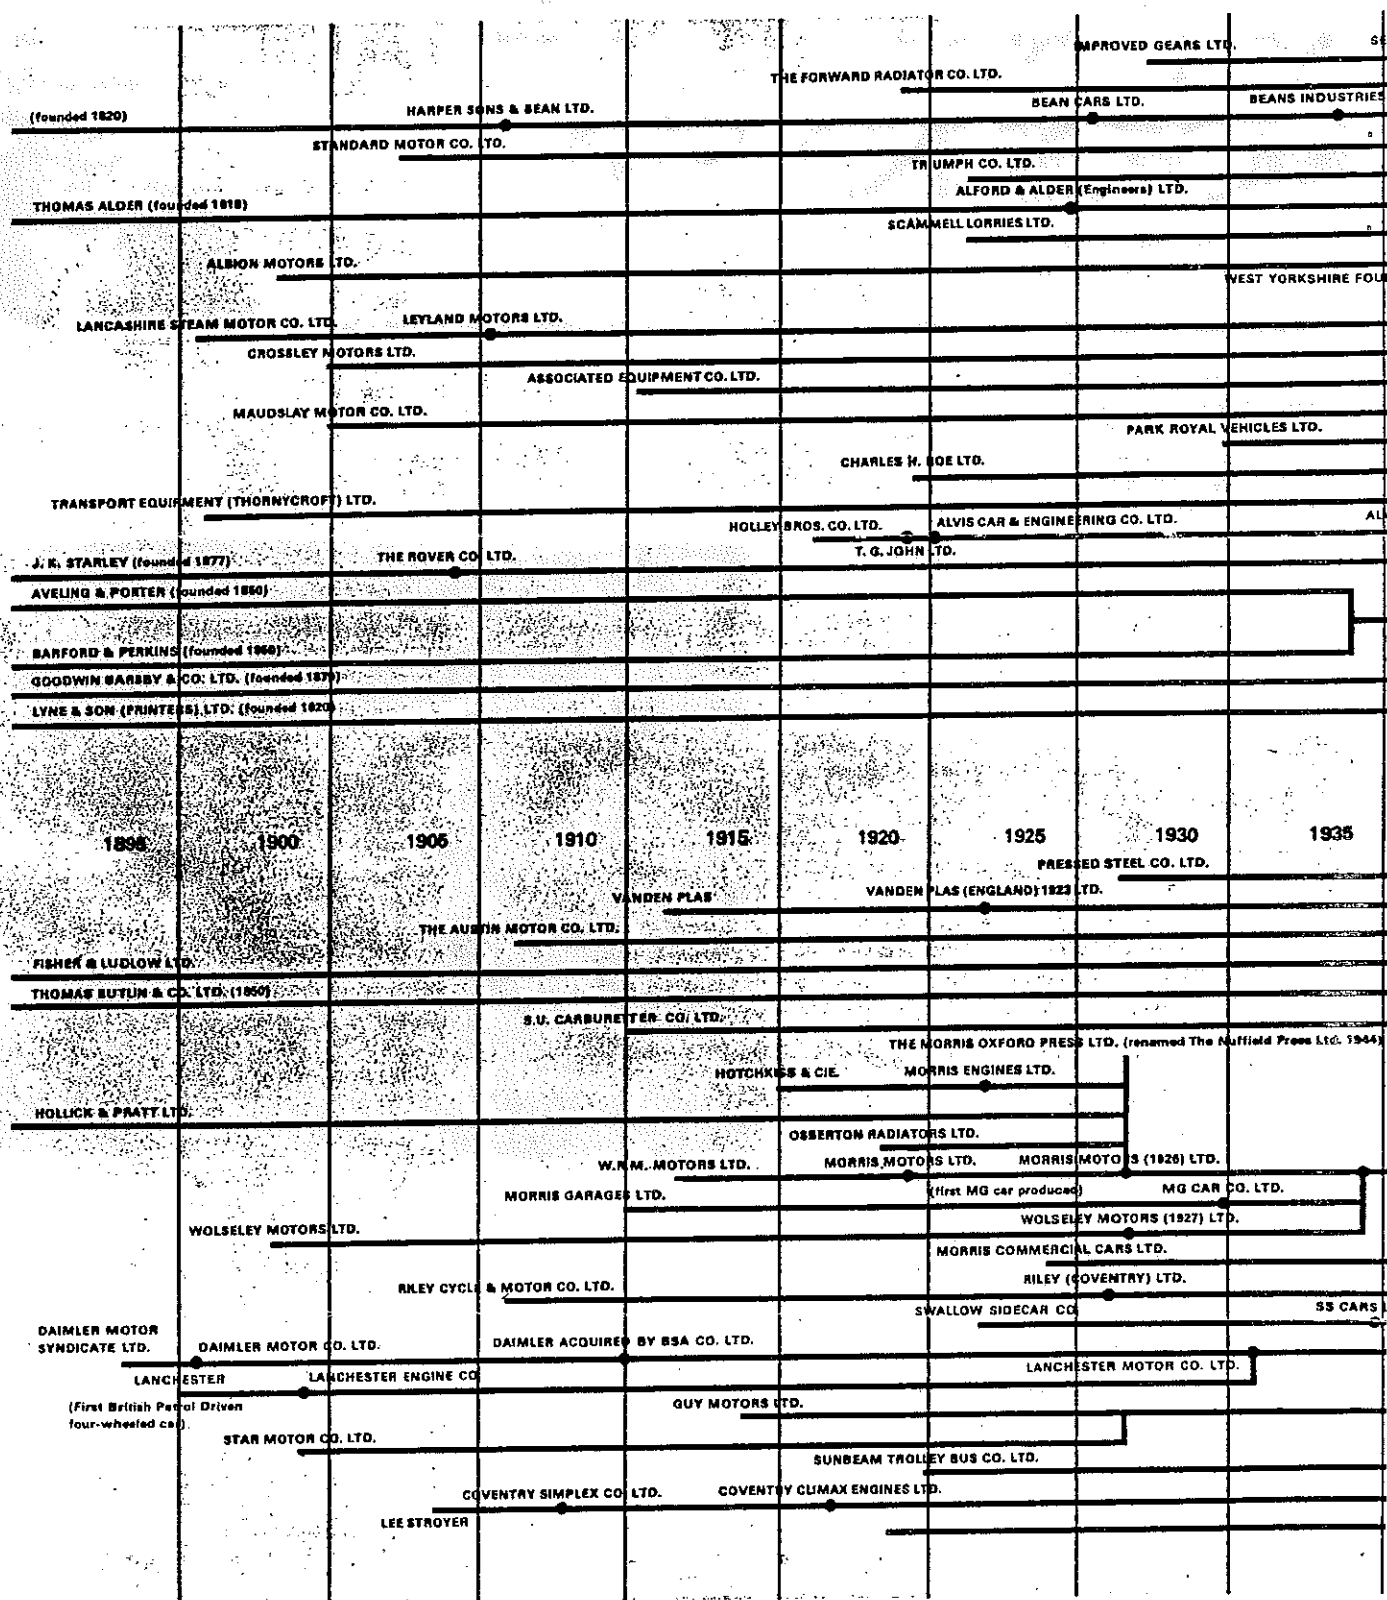 IMPROVED GEARS LTD.
THE FORWARD RADIATOR CO. LTD.
(founded 1820)
HARPER SONS & BEAN LTD.
BEAN CARS LTD.
BEANS INDUSTRIES
STANDARD MOTOR CO. LTD.
TRIUMPH CO. LTD.
ALFORD & ALDER (Engineers) LTD.
THOMAS ALDER (founded 1818)
SCAMMELL LORRIES LTD.
ALBION MOTORS LTD.
WEST YORKSHIRE FOU
LANCASHIRE STEAM MOTOR CO. LTD.
LEYLAND MOTORS LTD.
CROSSLEY MOTORS LTD.
ASSOCIATED EQUIPMENT CO. LTD.
MAUDSLAY MOTOR CO. LTD.
PARK ROYAL VEHICLES LTD.
CHARLES H. ROE LTD.
TRANSPORT EQUIPMENT (THORNYCROFT) LTD.
HOLLEY BROS. CO. LTD.
ALVIS CAR & ENGINEERING CO. LTD.
T. G. JOHN LTD.
J. K. STARLEY (founded 1877)
THE ROVER CO. LTD.
AVELING & PORTER (founded 1850)
BARFORD & PERKINS (founded
GOODWIN BARSBY & CO. LTD. (founded
LYNE & SON (PRINTERS) LTD. (founded 1820)
1895 1900 1905 1910 1915 1920 1925 1930 1935
PRESSED STEEL CO. LTD.
VANDEN PLAS
VANDEN PLAS (ENGLAND) 1923 LTD.
THE AUSTIN MOTOR CO. LTD.
FISHER & LUDLOW LTD.
THOMAS BUTLIN & CO. LTD. (1850)
S.U. CARBURETTER CO. LTD.
THE MORRIS OXFORD PRESS LTD. (renamed The Nuffield Press Ltd. 1944)
HOTCHKISS & CIE.
MORRIS ENGINES LTD.
HOLLICK & PRATT LTD.
OSBERTON RADIATORS LTD.
W.R.M. MOTORS LTD.
MORRIS MOTORS LTD.
MORRIS MOTORS (1926) LTD.
MORRIS GARAGES LTD.
(first MG car produced)
MG CAR CO. LTD.
WOLSELEY MOTORS LTD.
WOLSELEY MOTORS (1927) LTD.
MORRIS COMMERCIAL CARS LTD.
RILEY CYCLE & MOTOR CO. LTD.
RILEY (COVENTRY) LTD.
SWALLOW SIDECAR CO
SS CARS L
DAIMLER MOTOR
SYNDICATE LTD.
DAIMLER MOTOR CO. LTD.
DAIMLER ACQUIRED BY BSA CO. LTD.
LANCHESTER
LANCHESTER ENGINE CO
LANCHESTER MOTOR CO. LTD.
(First British Petrol Driven
four-wheeled car)
GUY MOTORS LTD.
STAR MOTOR CO. LTD.
SUNBEAM TROLLEY BUS CO. LTD.
COVENTRY SIMPLEX CO. LTD.
COVENTRY CLIMAX ENGINES LTD.
LEE STROYER